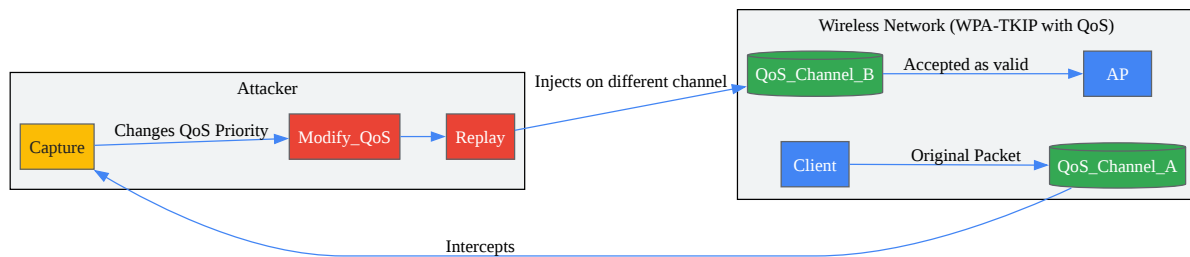 Wireless Network (WPA-TKIP with QoS)
QoS_Channel_B
Accepted as valid
AP
Injects on different channel
Attacker
Capture
Changes QoS Priority
Modify_QoS
Replay
Client
Original Packet
QoS_Channel_A
Intercepts